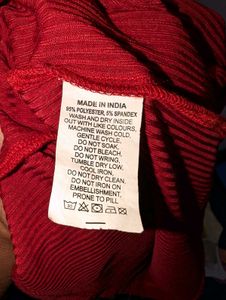 MADE IN INDIA
95% POLYESTER, 5% SPANDEX
WASH AND DRY INSIDE
OUT WITH LIKE COLOURS,
MACHINE WASH COLD,
GENTLE CYCLE.
DO NOT SOAK,
DO NOT BLEACH,
DO NOT WRING,
TUMBLE DRY LOW,
COOL IRON.
DO NOT DRY CLEAN,
DO NOT IRON ON
EMBELLISHMENT,
PRONE TO PILL